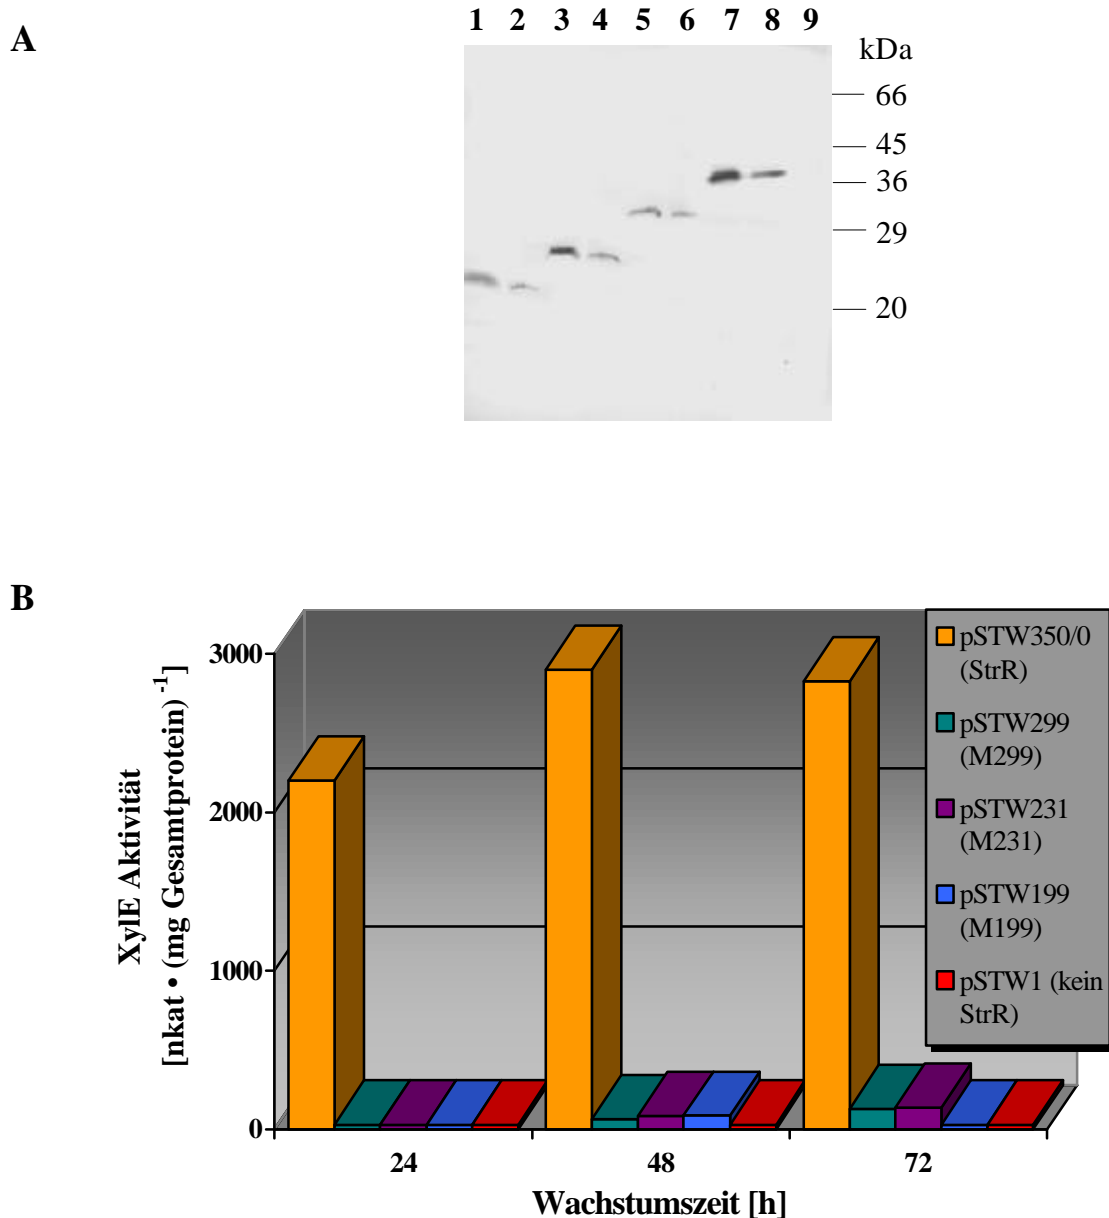 A
1 2 3 4 5 6 7 8 9
kDa
66
45
36
29
20
B
XylE Aktivität
[nkat • (mg Gesamtprotein) -1]
3000
2000
1000
0
24 48 72
Wachstumszeit [h]
pSTW350/0
(StrR)
pSTW299
(M299)
pSTW231
(M231)
pSTW199
(M199)
pSTW1 (kein
StrR)